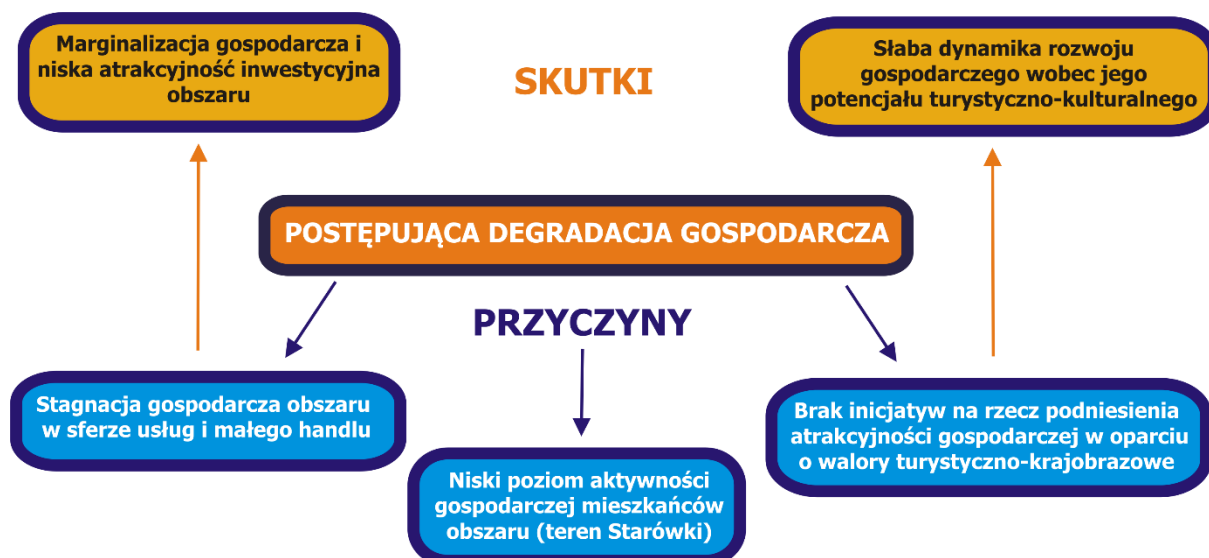 Marginalizacja gospodarcza i
niska atrakcyjność inwestycyjna
obszaru
SKUTKI
Słaba dynamika rozwoju
gospodarczego wobec jego
potencjału turystyczno-kulturalnego
POSTĘPUJĄCA DEGRADACJA GOSPODARCZA
PRZYCZYNY
Stagnacja gospodarcza obszaru
w sferze usług i małego handlu
Niski poziom aktywności
gospodarczej mieszkańców
obszaru (teren Starówki)
Brak inicjatyw na rzecz podniesienia
atrakcyjności gospodarczej w oparciu
o walory turystyczno-krajobrazowe